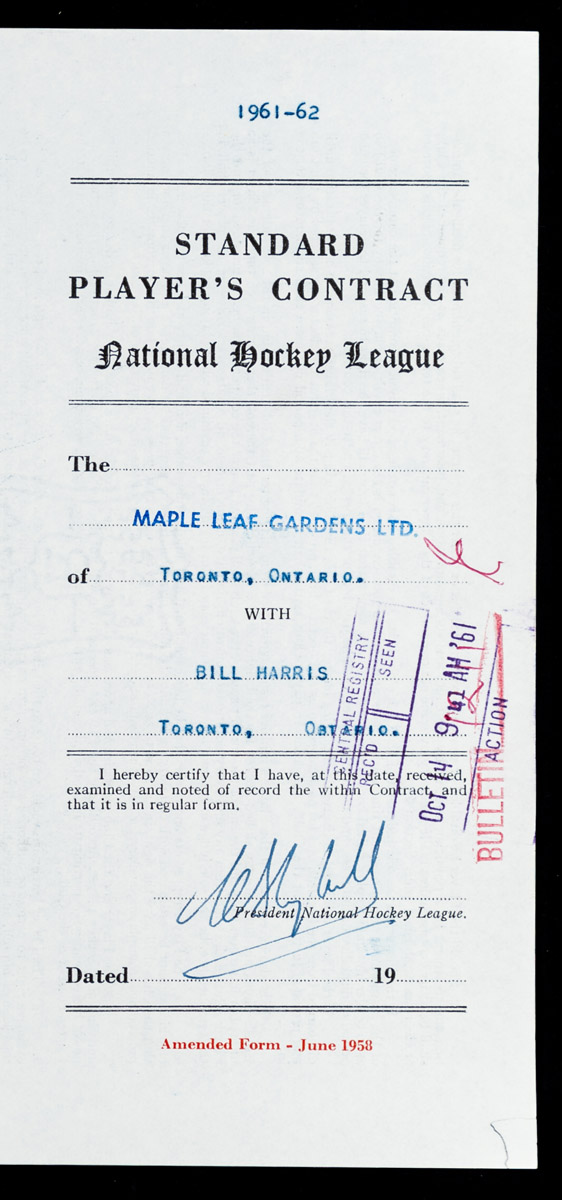 1961-62
STANDARD
PLAYER'S CONTRACT
National Hockey League
The
MAPLE LEAF GARDENS LTD.
of TORONTO, ONTARIO.
WITH
BILL HARRIS
TORONTO, OBTARIO.
CENTRAL REGISTRY
REC'D
SEEN
OCT 14 9 42 AM '61
ACTION
BULLETIN
I hereby certify that I have, at this date, received,
examined and noted of record the within Contract, and
that it is in regular form.
President National Hockey League.
Dated 19
Amended Form - June 1958